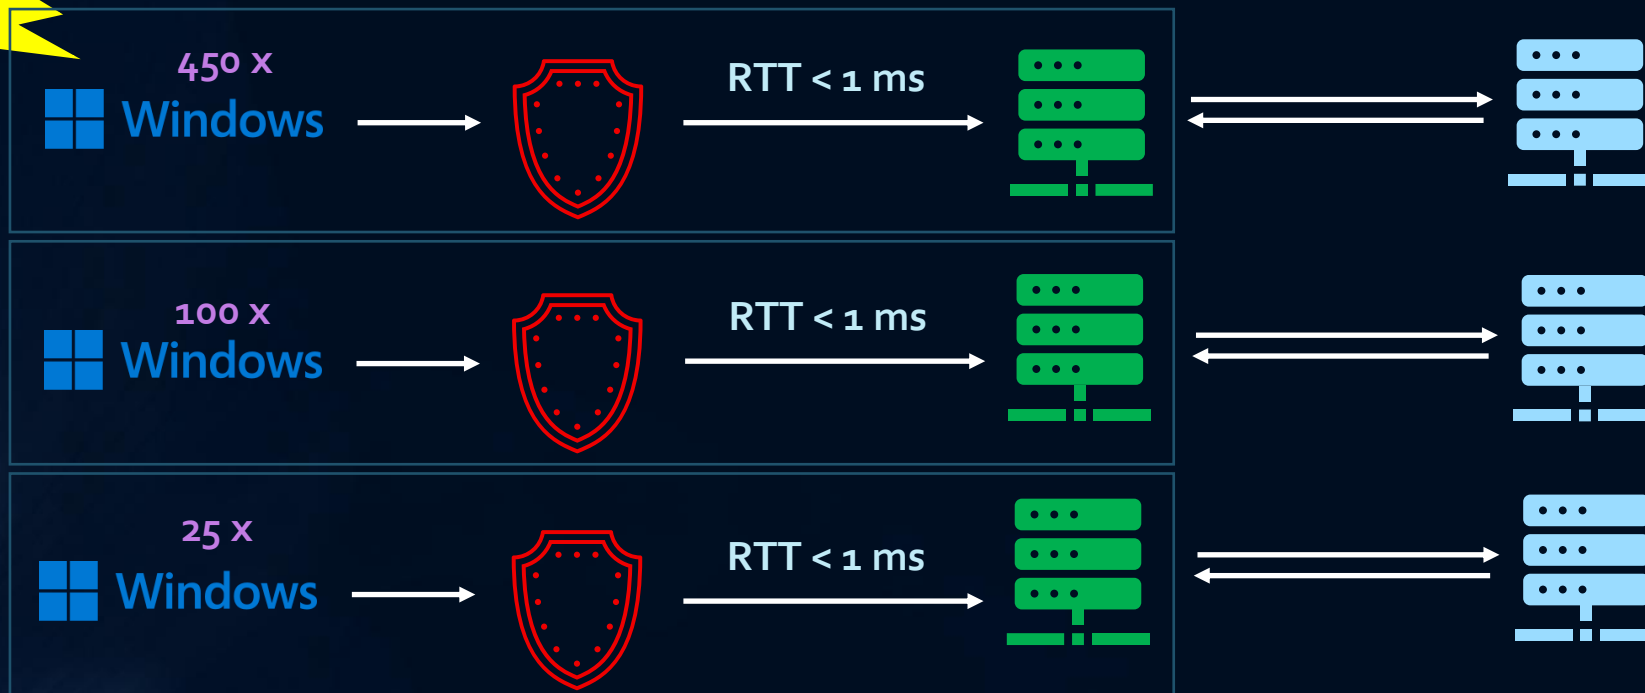 450 x
Windows
RTT < 1 ms
100 x
Windows
RTT < 1 ms
25 x
Windows
RTT < 1 ms